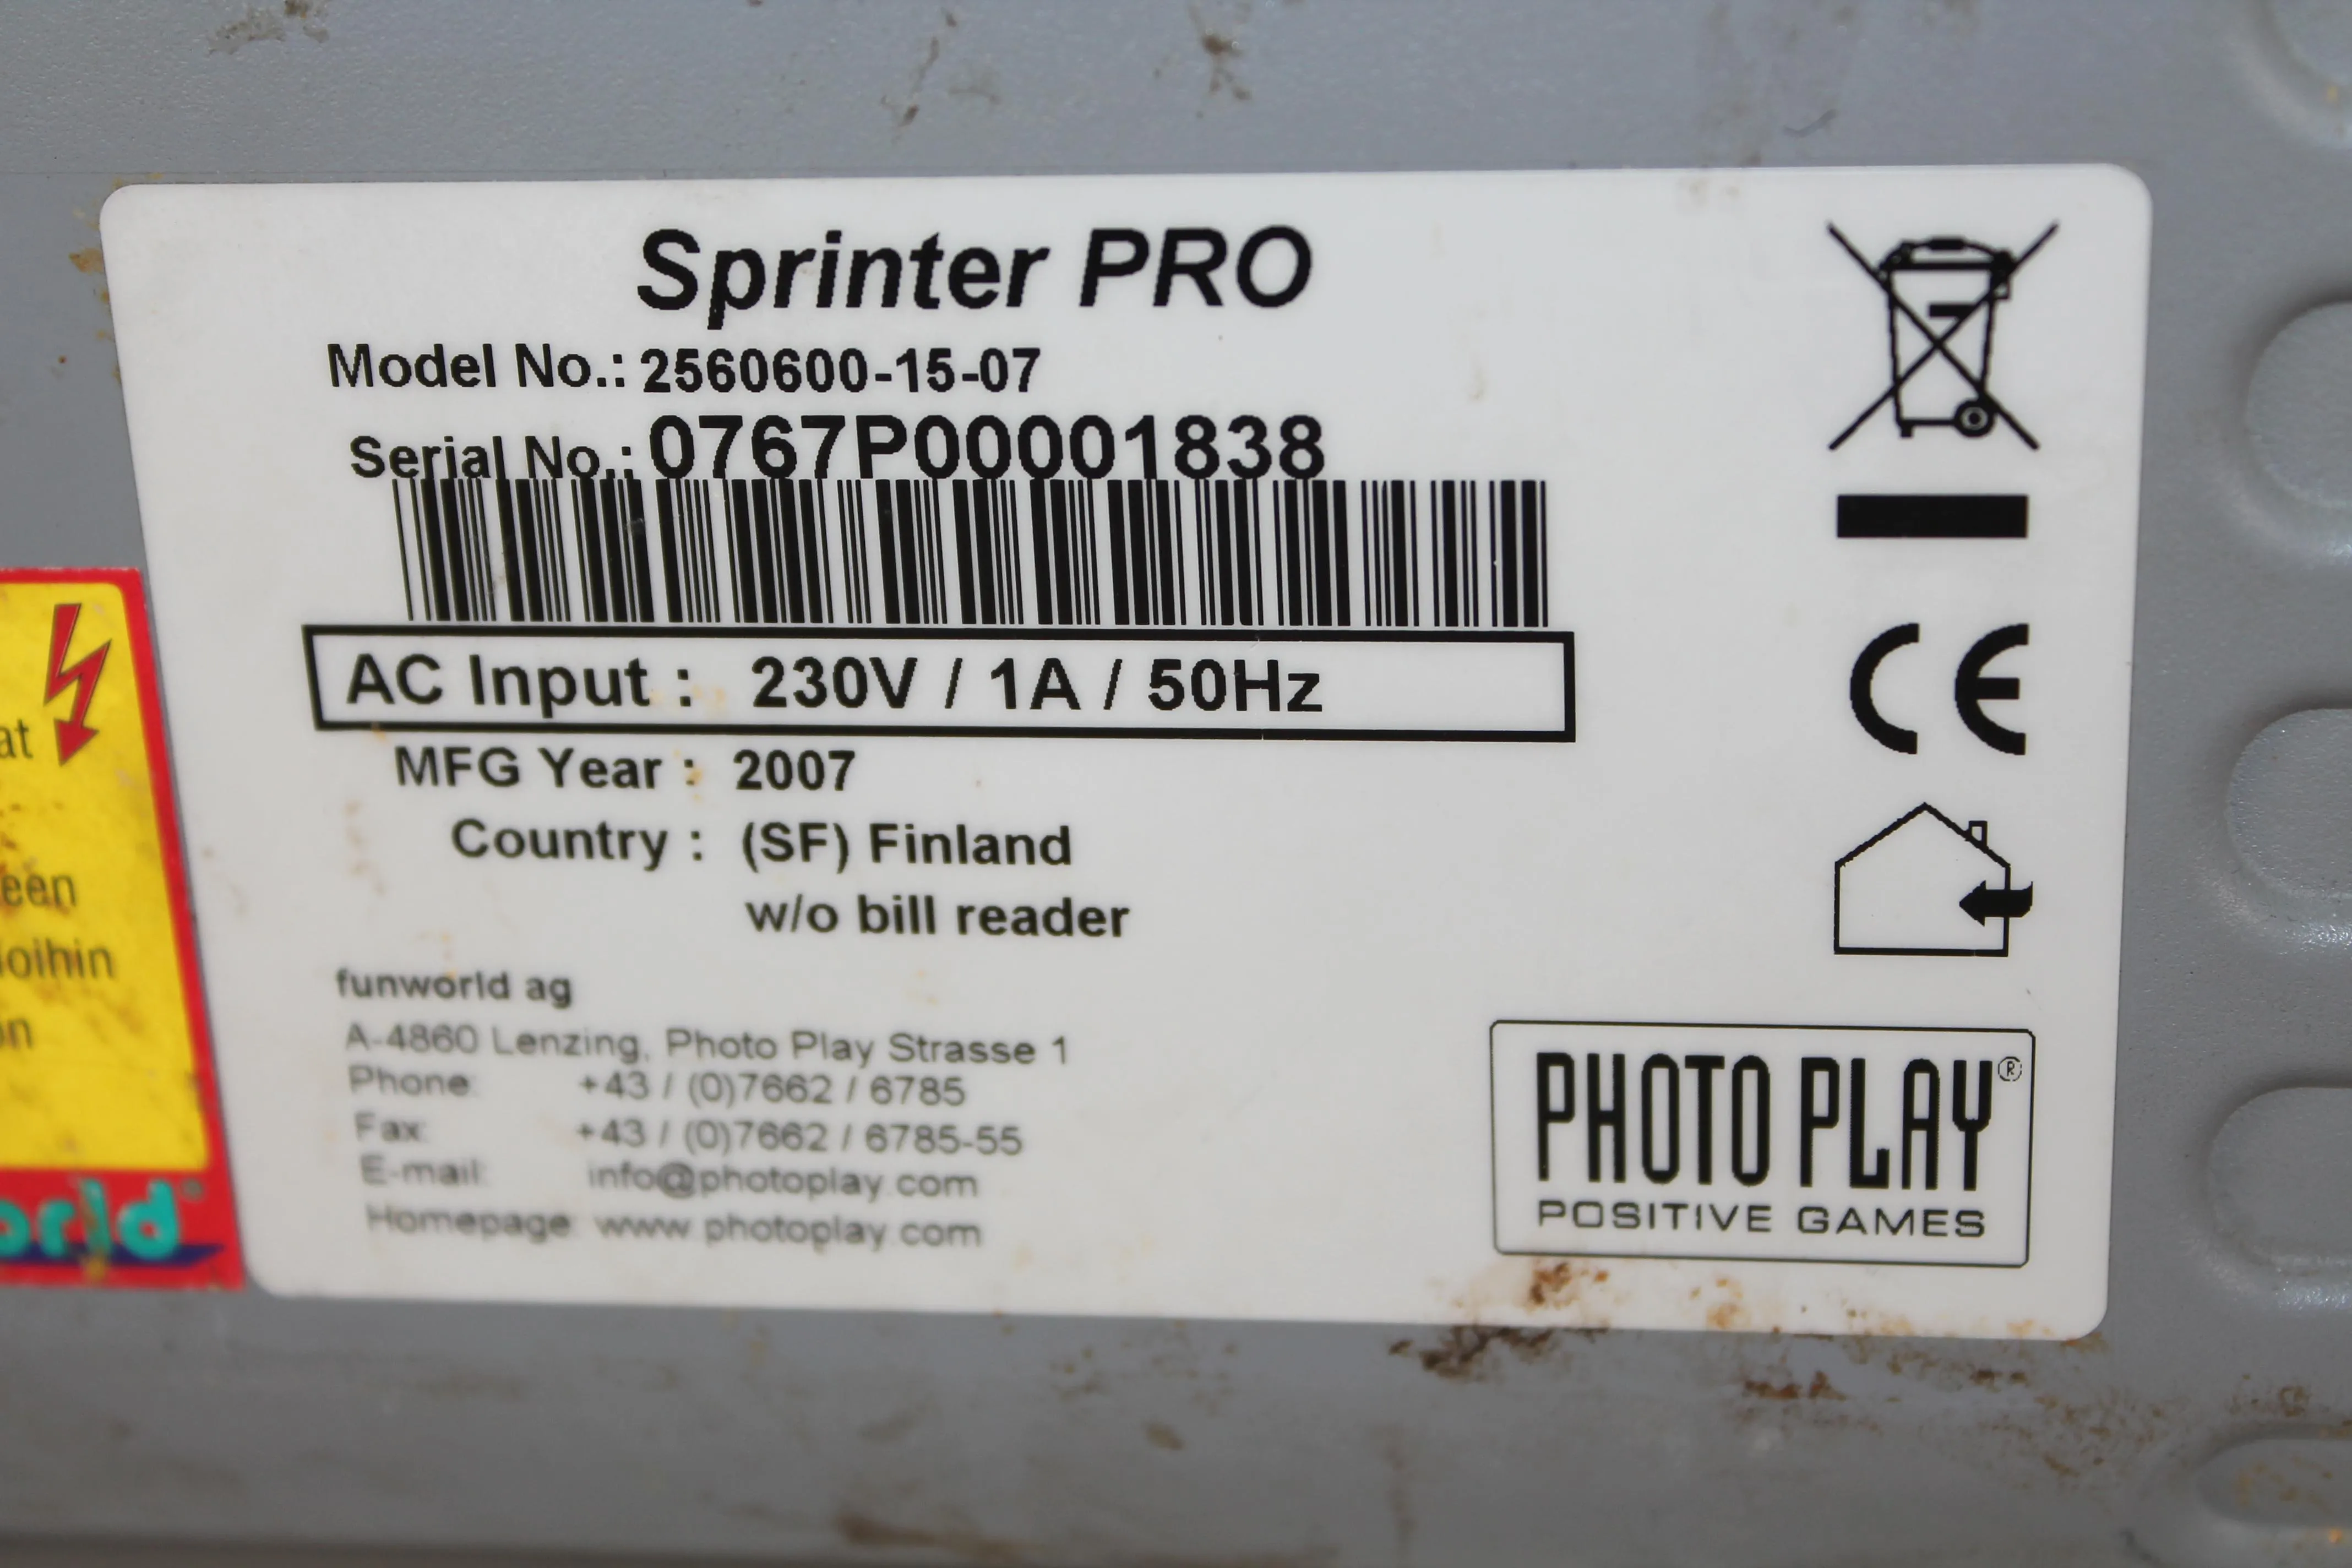 Sprinter PRO
Model No.: 2560600-15-07
Serial No.: 0767P00001838
AC Input : 230V / 1A / 50Hz
MFG Year : 2007
Country : (SF) Finland
w/o bill reader
funworld ag
A-4860 Lenzing, Photo Play Strasse 1
Phone: +43 / (0)7662 / 6785
Fax: +43 / (0)7662 / 6785-55
E-mail: info@photoplay.com
Homepage: www.photoplay.com
CE
PHOTO PLAY®
POSITIVE GAMES
at
een
loihin
n
orld